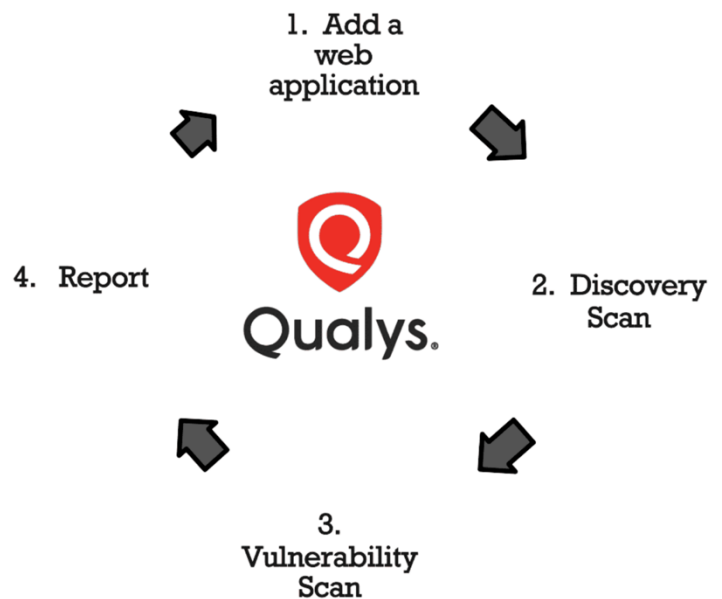 1. Add a
web
application
4. Report
Qualys.®
2. Discovery
Scan
3.
Vulnerability
Scan